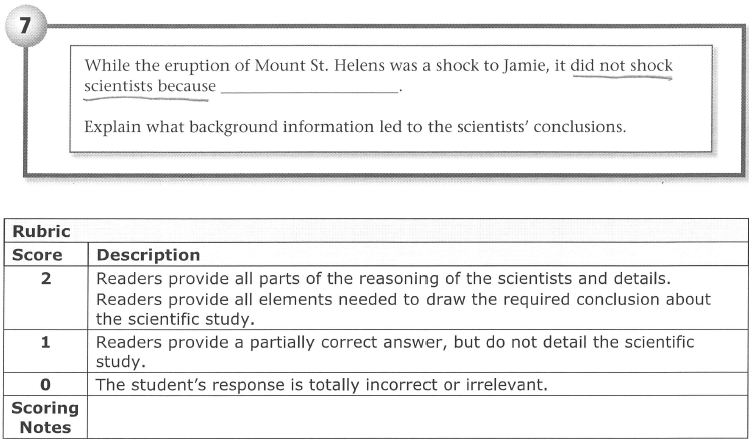 7
While the eruption of Mount St. Helens was a shock to Jamie, it did not shock
scientists because ____________________.
Explain what background information led to the scientists' conclusions.
Rubric
Score Description
2 Readers provide all parts of the reasoning of the scientists and details.
Readers provide all elements needed to draw the required conclusion about
the scientific study.
1 Readers provide a partially correct answer, but do not detail the scientific
study.
0 The student's response is totally incorrect or irrelevant.
Scoring
Notes